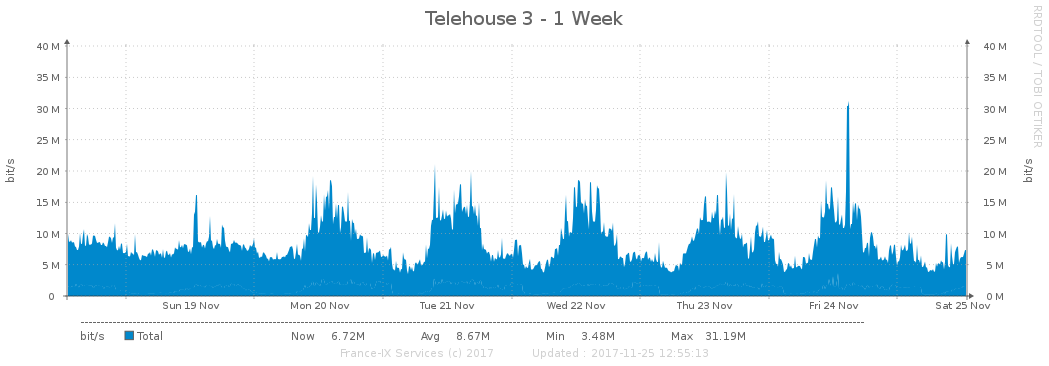 Telehouse 3 - 1 Week
RRDTOOL / TOBI OETIKER
40 M 40 M
35 M 35 M
30 M 30 M
25 M 25 M
20 M 20 M
15 M 15 M
10 M 10 M
5 M 5 M
0 0 M
bit/s bit/s
Sun 19 Nov Mon 20 Nov Tue 21 Nov Wed 22 Nov Thu 23 Nov Fri 24 Nov Sat 25 Nov
bit/s Total Now 6.72M Avg 8.67M Min 3.48M Max 31.19M
France-IX Services (c) 2017 Updated : 2017-11-25 12:55:13